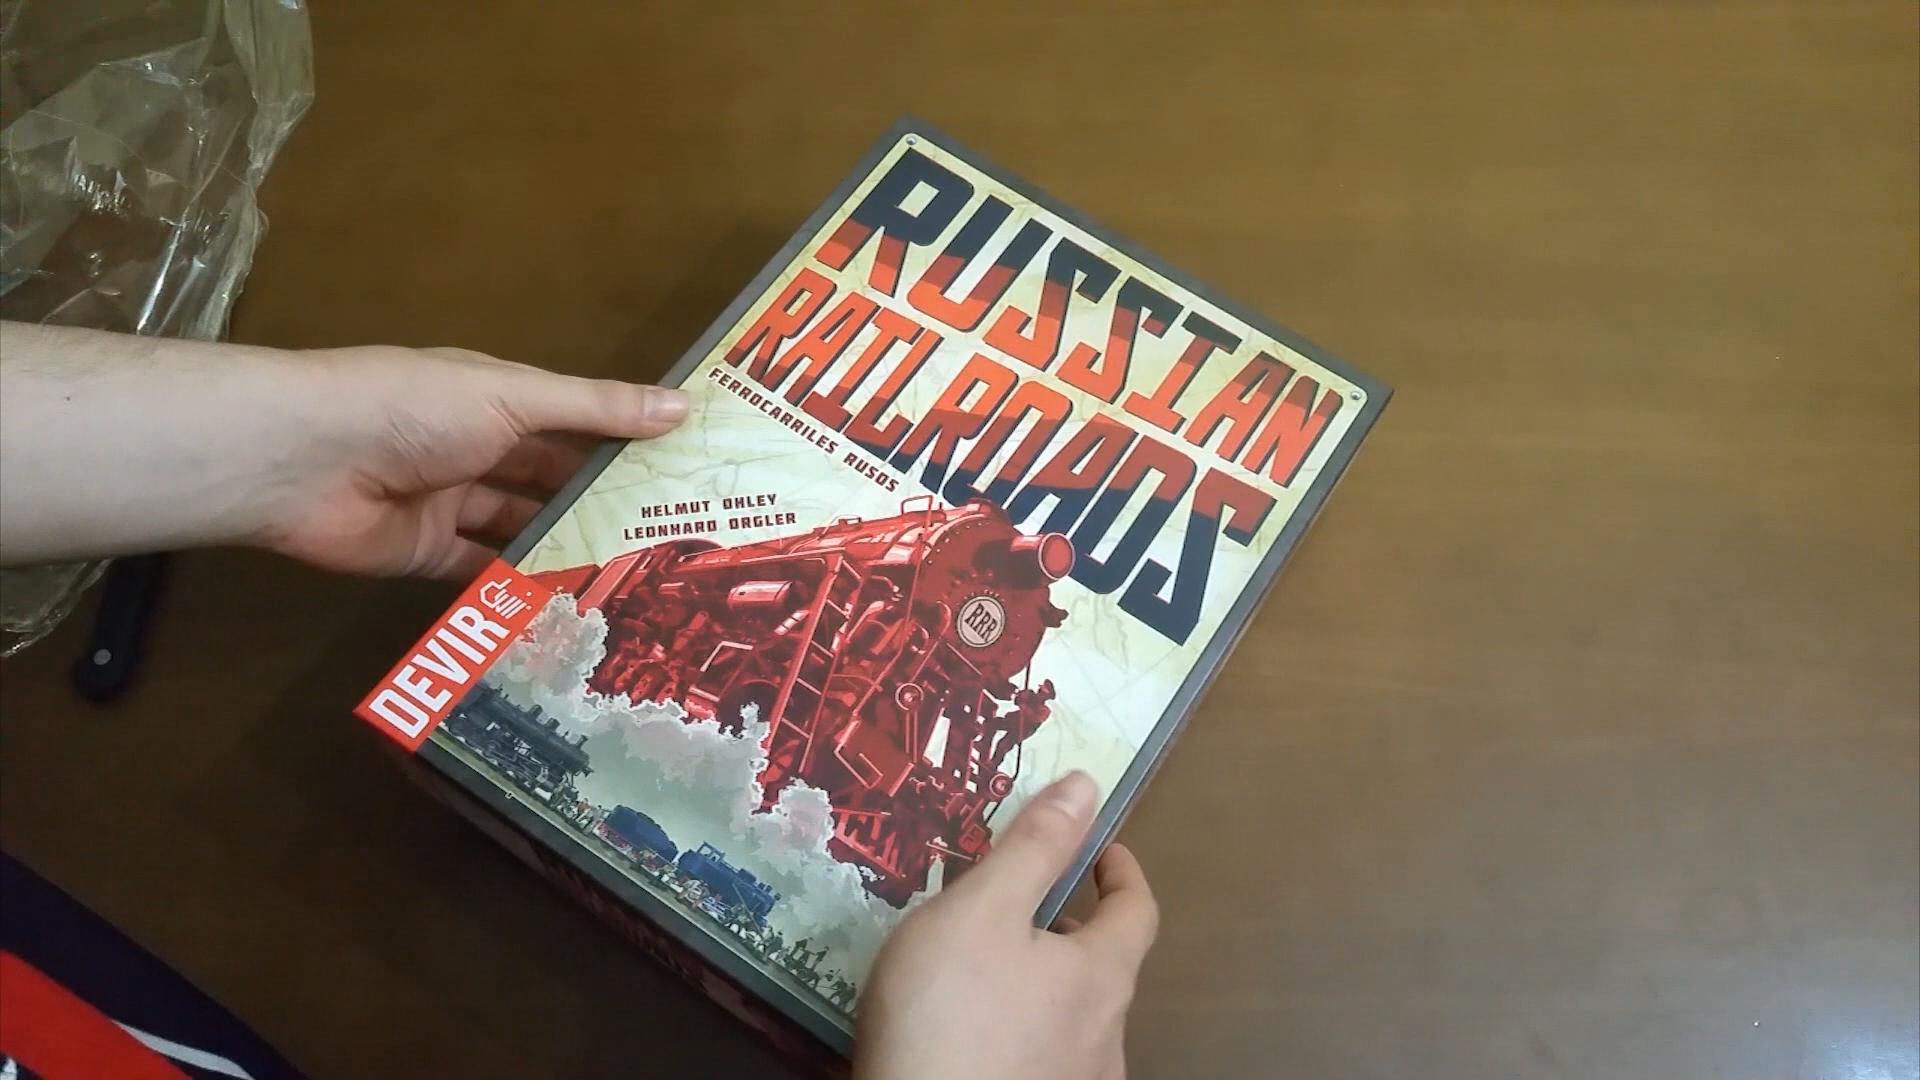 RUSSIAN
RAILROADS
FERROCARRILES RUSOS
HELMUT OHLEY
LEONHARD ORGLER
RRR
DEVIR